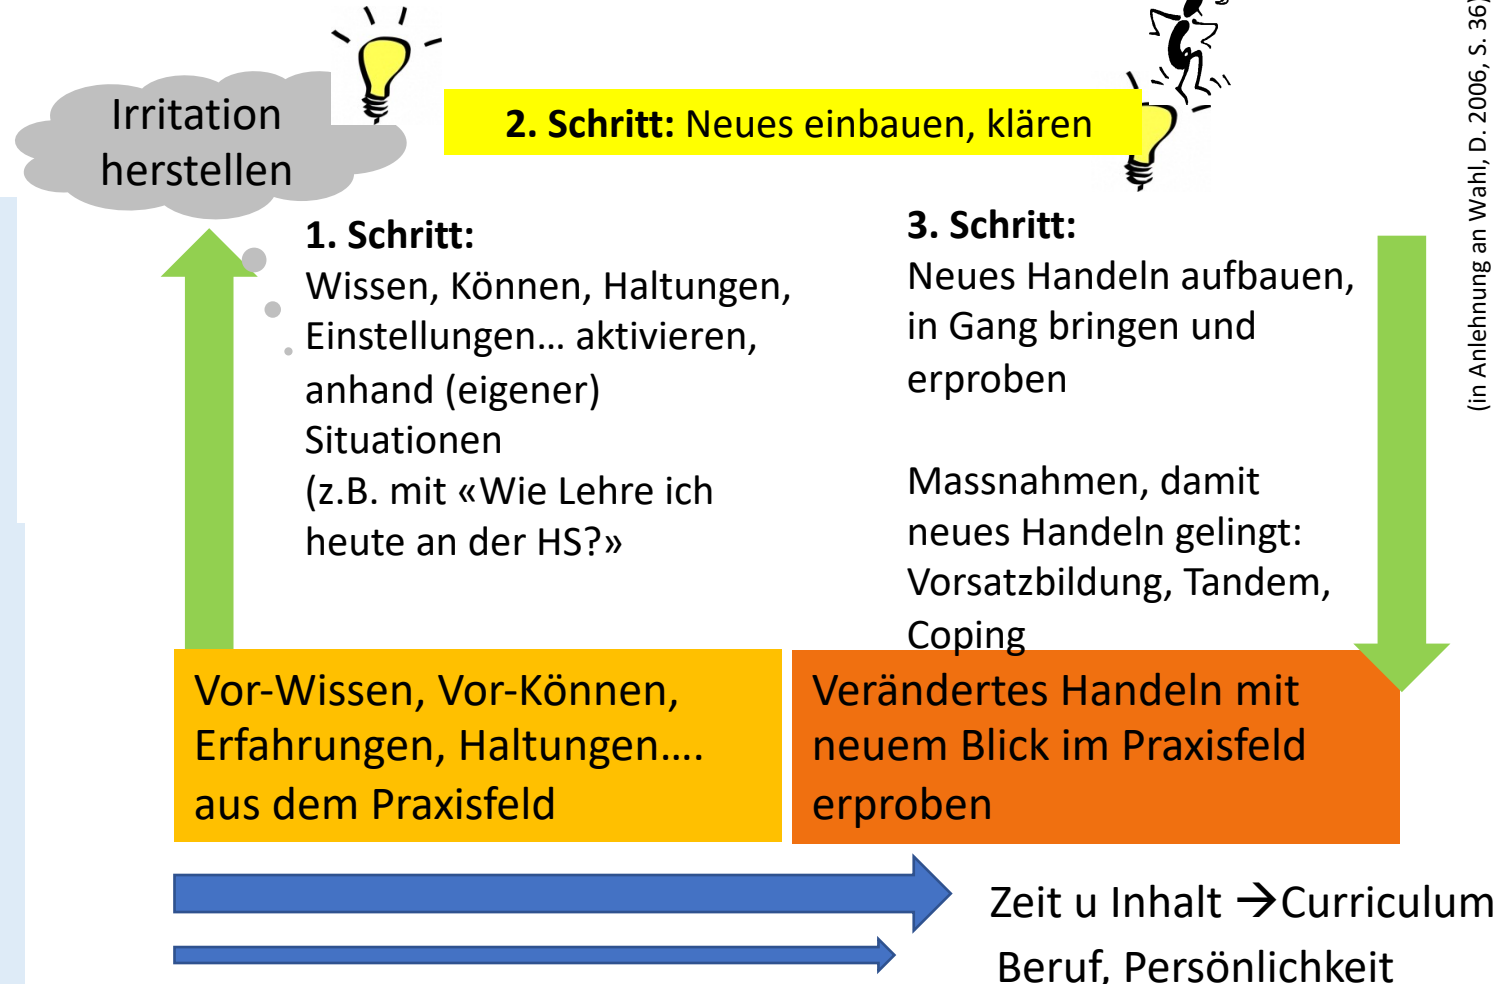 Irritation
herstellen
2. Schritt: Neues einbauen, klären
1. Schritt:
Wissen, Können, Haltungen,
Einstellungen... aktivieren,
anhand (eigener)
Situationen
(z.B. mit «Wie Lehre ich
heute an der HS?»
3. Schritt:
Neues Handeln aufbauen,
in Gang bringen und
erproben
Massnahmen, damit
neues Handeln gelingt:
Vorsatzbildung, Tandem,
Coping
Vor-Wissen, Vor-Können,
Erfahrungen, Haltungen....
aus dem Praxisfeld
Verändertes Handeln mit
neuem Blick im Praxisfeld
erproben
Zeit u Inhalt →Curriculum
Beruf, Persönlichkeit
(in Anlehnung an Wahl, D. 2006, S. 36)